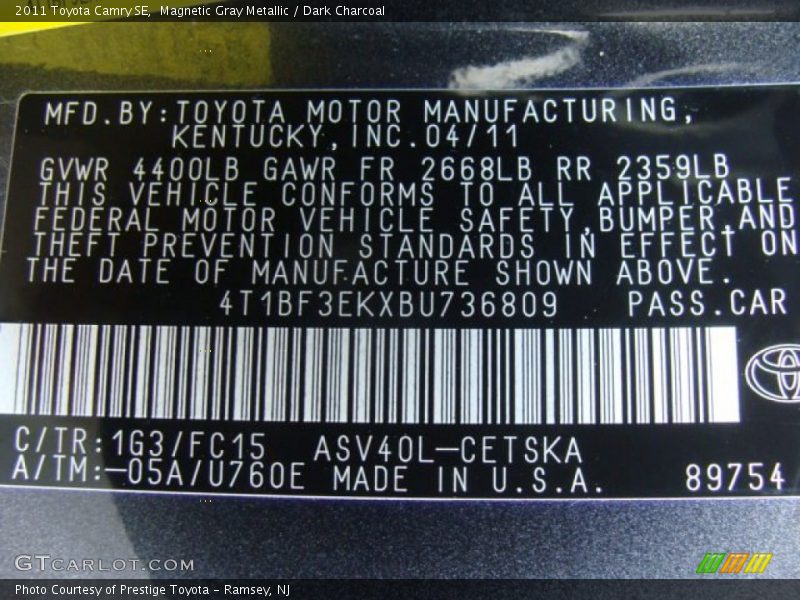 2011 Toyota Camry SE, Magnetic Gray Metallic / Dark Charcoal
MFD.BY:TOYOTA MOTOR MANUFACTURING,
KENTUCKY,INC.04/11
GVWR 4400LB GAWR FR 2668LB RR 2359LB
THIS VEHICLE CONFORMS TO ALL APPLICABLE
FEDERAL MOTOR VEHICLE SAFETY,BUMPER,AND
THEFT PREVENTION STANDARDS IN EFFECT ON
THE DATE OF MANUFACTURE SHOWN ABOVE.
4T1BF3EKXBU736809 PASS.CAR
C/TR:1G3/FC15 ASV40L-CETSKA
A/TM:-05A/U760E MADE IN U.S.A. 89754
GTCARLOT.COM
Photo Courtesy of Prestige Toyota - Ramsey, NJ